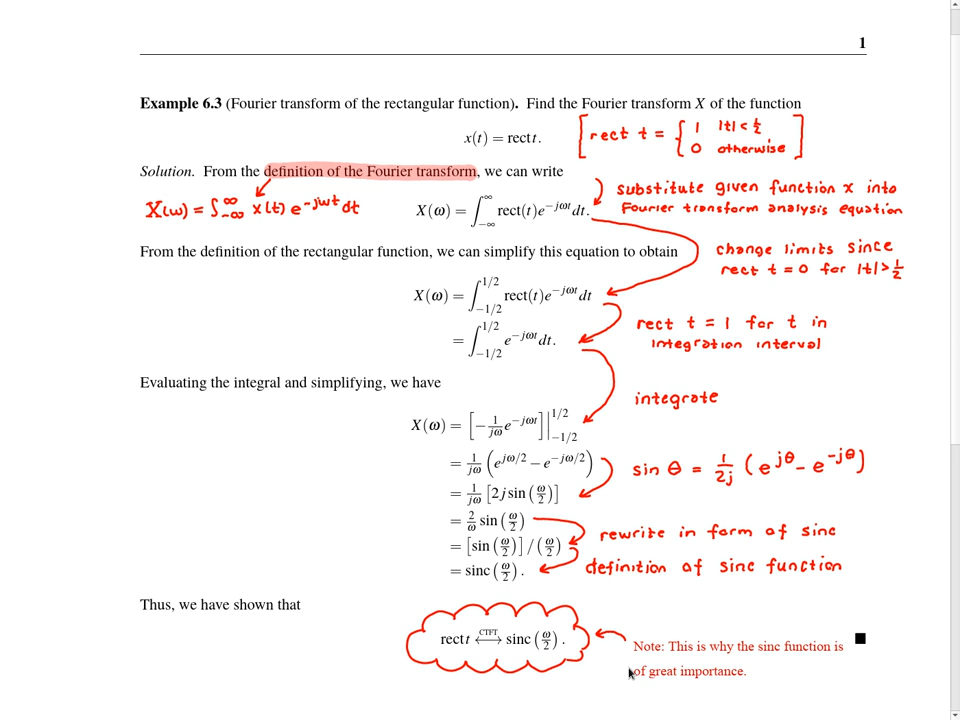 1
Example 6.3 (Fourier transform of the rectangular function). Find the Fourier transform X of the function
x(t) = rect t.
[rect t = { 1 |t| < 1/2
0 otherwise ]
Solution. From the definition of the Fourier transform, we can write
X(ω) = ∫_{-∞}^{∞} x(t) e^{-jωt} dt
X(ω) = ∫_{-∞}^{∞} rect(t)e^{-jωt} dt.
substitute given function x into
Fourier transform analysis equation
From the definition of the rectangular function, we can simplify this equation to obtain
change limits since
rect t = 0 for |t| > 1/2
X(ω) = ∫_{-1/2}^{1/2} rect(t)e^{-jωt} dt
= ∫_{-1/2}^{1/2} e^{-jωt} dt.
rect t = 1 for t in
integration interval
Evaluating the integral and simplifying, we have
integrate
X(ω) = [-1/(jω) e^{-jωt}]|_{-1/2}^{1/2}
= 1/(jω) (e^{jω/2} − e^{-jω/2})
sin θ = 1/(2j) (e^{jθ} − e^{-jθ})
= 1/(jω) [2j sin(ω/2)]
= 2/ω sin(ω/2)
= [sin(ω/2)]/(ω/2)
rewrite in form of sinc
= sinc(ω/2).
definition of sinc function
Thus, we have shown that
rect t ⟷^{CTFT} sinc(ω/2).
Note: This is why the sinc function is
of great importance.